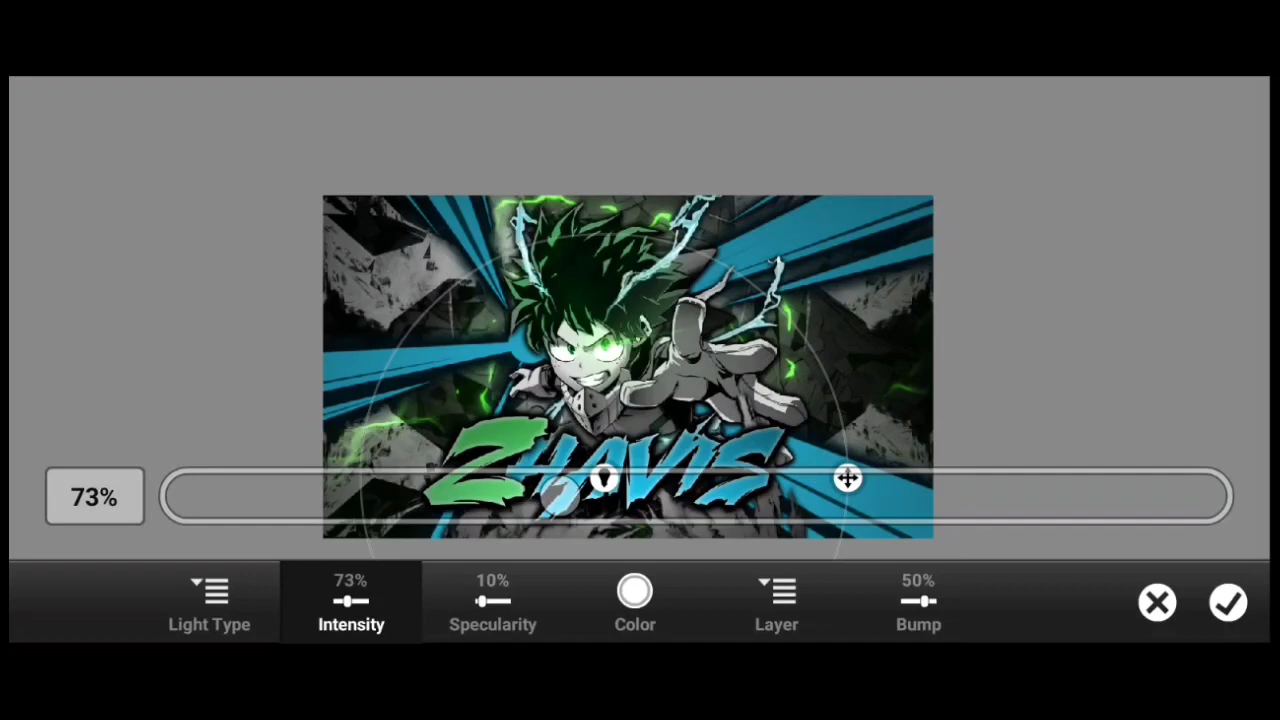 ZHAVIS
73%
73%
10%
50%
Light Type
Intensity
Specularity
Color
Layer
Bump